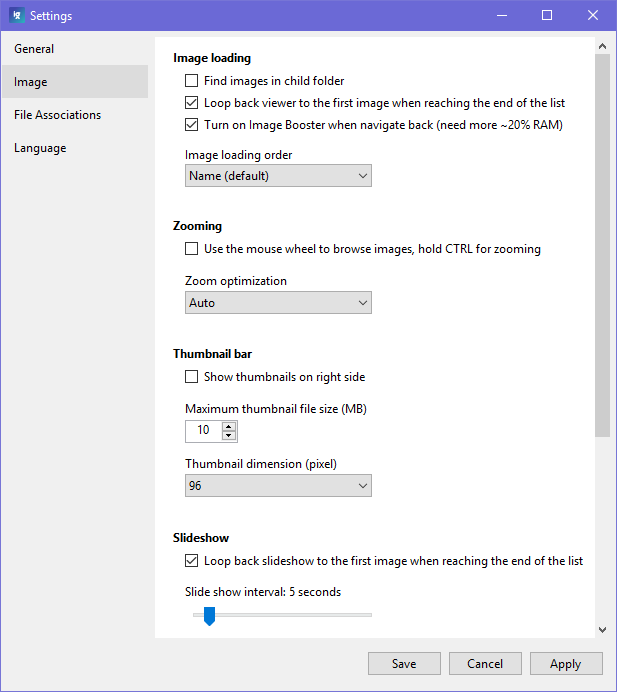 Settings
General
Image
File Associations
Language
Image loading
Find images in child folder
Loop back viewer to the first image when reaching the end of the list
Turn on Image Booster when navigate back (need more ~20% RAM)
Image loading order
Name (default)
Zooming
Use the mouse wheel to browse images, hold CTRL for zooming
Zoom optimization
Auto
Thumbnail bar
Show thumbnails on right side
Maximum thumbnail file size (MB)
10
Thumbnail dimension (pixel)
96
Slideshow
Loop back slideshow to the first image when reaching the end of the list
Slide show interval: 5 seconds
Save
Cancel
Apply